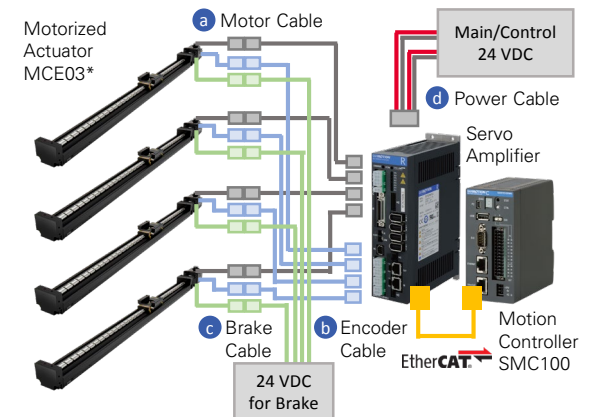 Motorized
Actuator
MCE03*
a Motor Cable
Main/Control
24 VDC
d Power Cable
Servo
Amplifier
R
c Brake
Cable
b Encoder
Cable
24 VDC
for Brake
EtherCAT.
Motion
Controller
SMC100